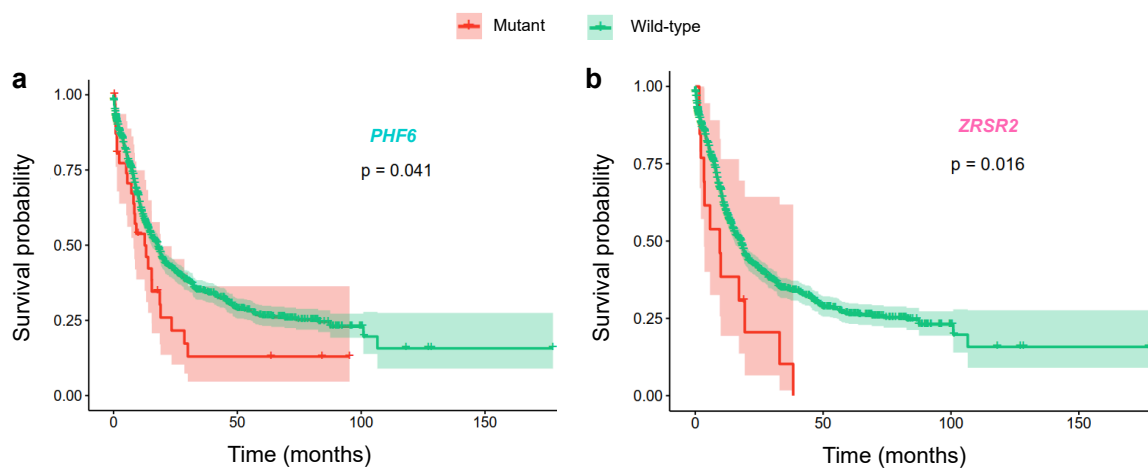 Mutant Wild-type
a
PHF6
p = 0.041
Survival probability
1.00
0.75
0.50
0.25
0.00
0 50 100 150
Time (months)
b
ZRSR2
p = 0.016
Survival probability
1.00
0.75
0.50
0.25
0.00
0 50 100 150
Time (months)